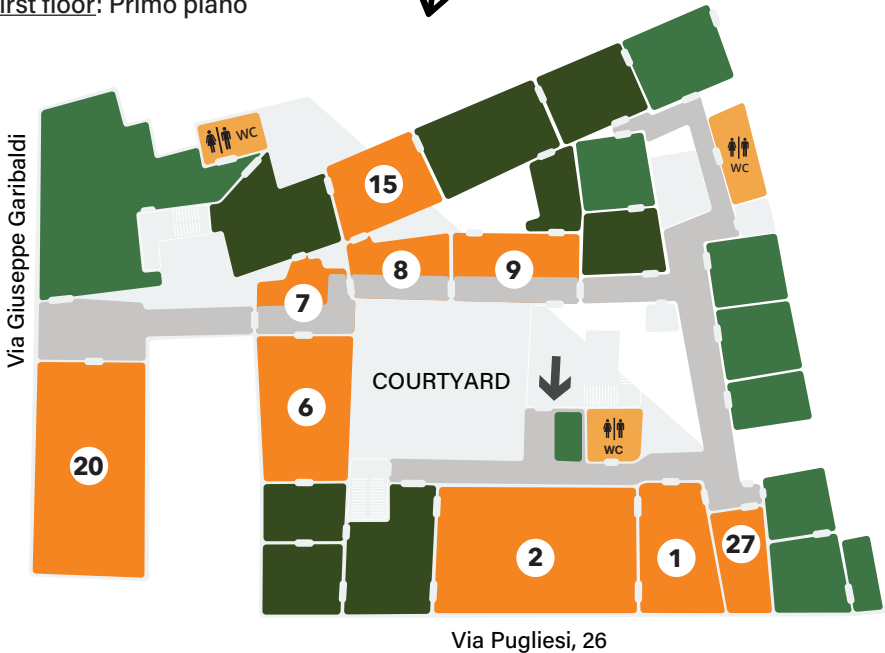 irst floor: Primo piano
Via Giuseppe Garibaldi
WC
WC
15
8
9
7
COURTYARD
6
WC
20
2
1
27
Via Pugliesi, 26